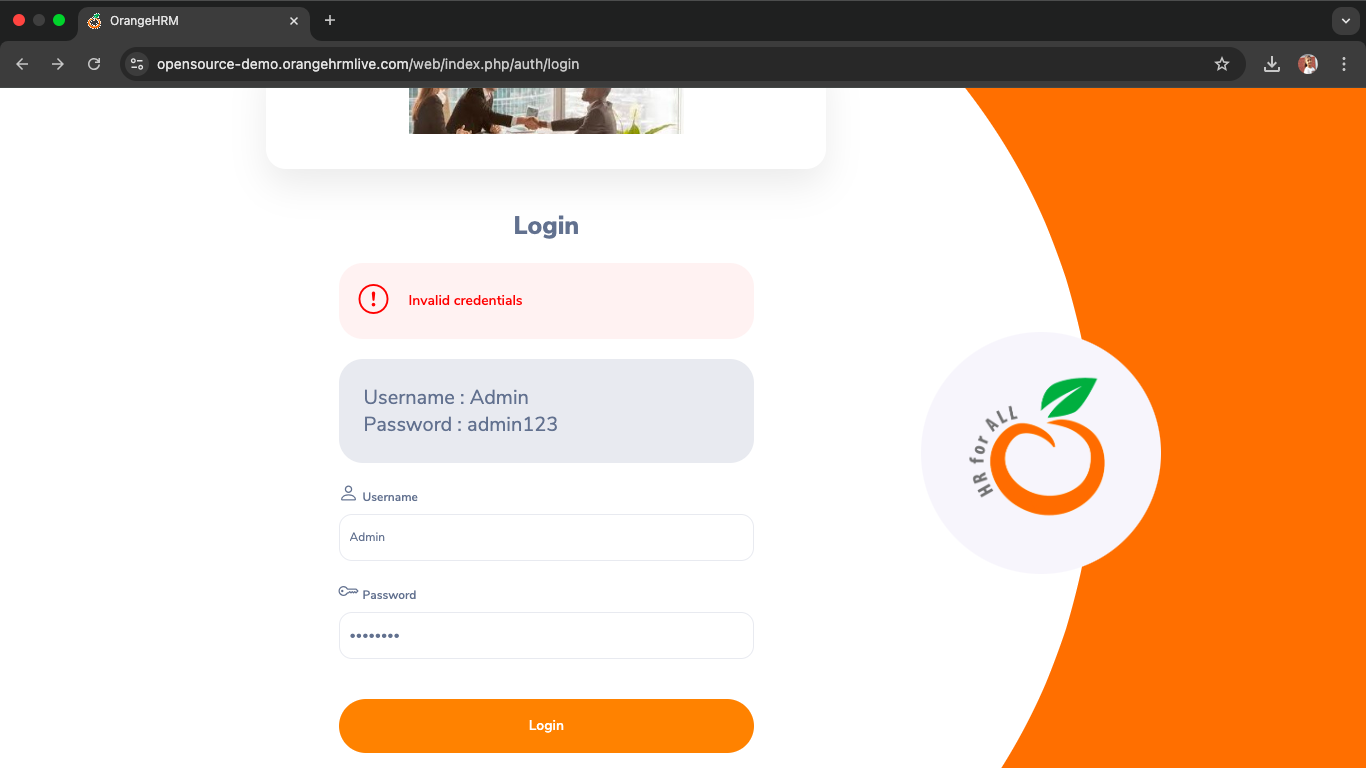 OrangeHRM
opensource-demo.orangehrmlive.com/web/index.php/auth/login
Login
Invalid credentials
Username : Admin
Password : admin123
Username
Admin
Password
••••••••
Login
HR for ALL